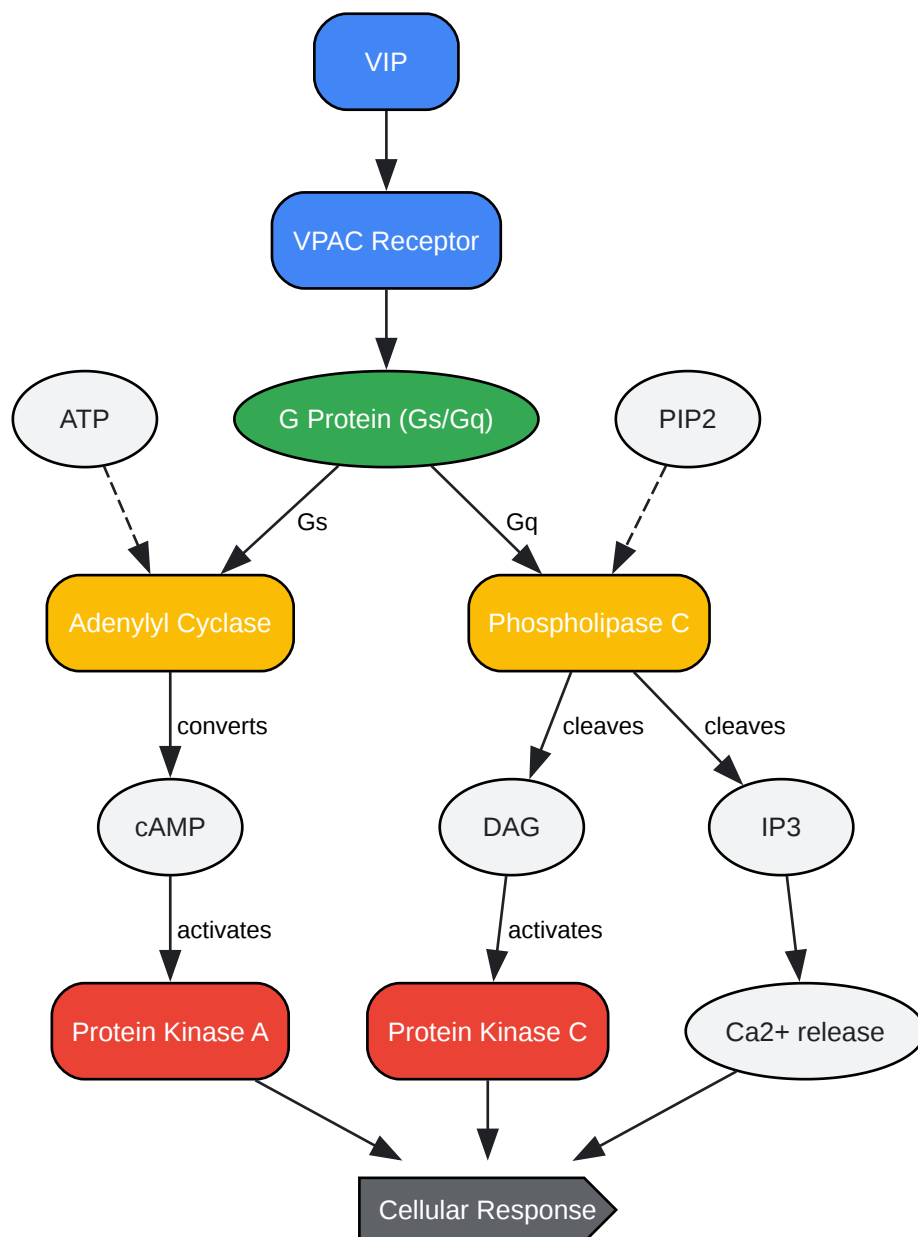 VIP
VPAC Receptor
ATP
G Protein (Gs/Gq)
PIP2
Gs
Gq
Adenylyl Cyclase
Phospholipase C
converts
cleaves
cleaves
cAMP
DAG
IP3
activates
activates
Protein Kinase A
Protein Kinase C
Ca2+ release
Cellular Response